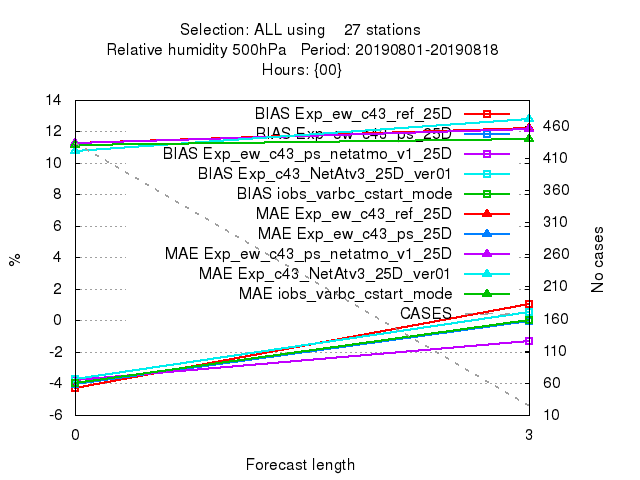 Selection: ALL using 27 stations
Relative humidity 500hPa Period: 20190801-20190818
Hours: {00}
14
12
10
8
6
4
2
0
-2
-4
-6
%
BIAS Exp_ew_c43_ref_25D
BIAS Exp_ew_c43_ps_25D
BIAS Exp_ew_c43_ps_netatmo_v1_25D
BIAS Exp_c43_NetAtv3_25D_ver01
BIAS iobs_varbc_cstart_mode
MAE Exp_ew_c43_ref_25D
MAE Exp_ew_c43_ps_25D
MAE Exp_ew_c43_ps_netatmo_v1_25D
MAE Exp_c43_NetAtv3_25D_ver01
MAE iobs_varbc_cstart_mode
CASES
460
410
360
310
260
210
160
110
60
10
No cases
0
3
Forecast length